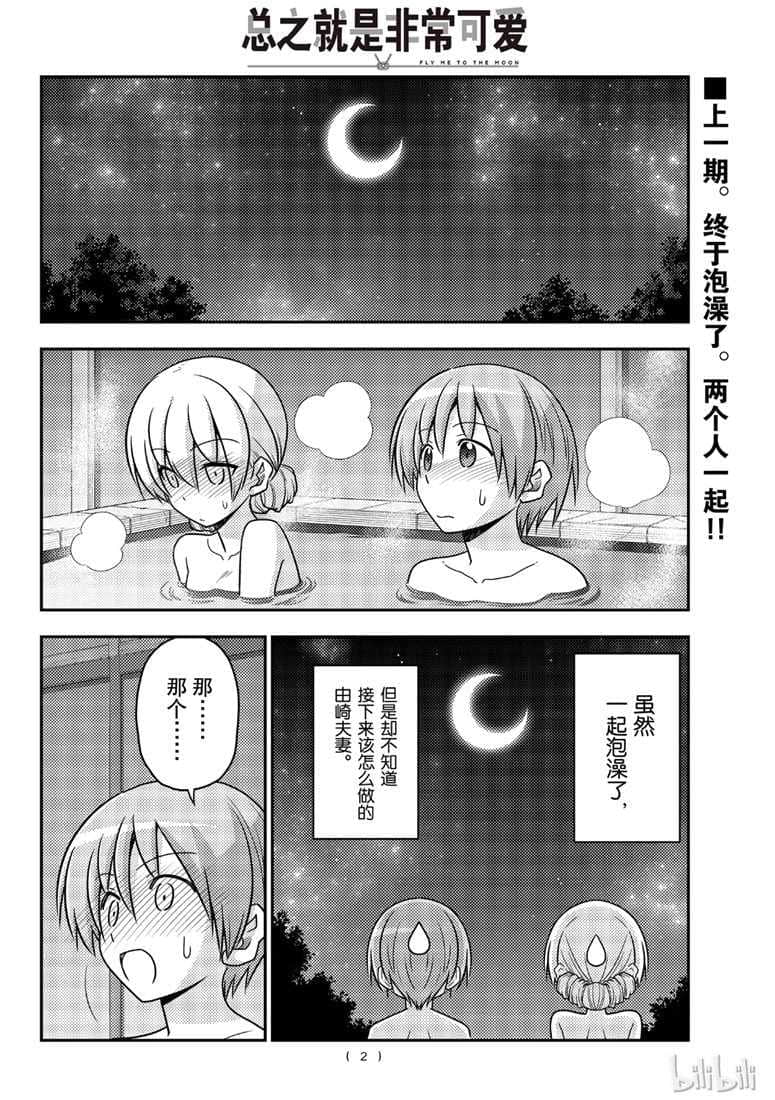 总之就是非常可爱
FLY ME TO THE MOON
■上一期。终于泡澡了。两个人一起!!
虽然
一起泡澡了,
但是却不知道
接下来该怎么做的
由崎夫妻。
那……
那个……
(2)
bilibili